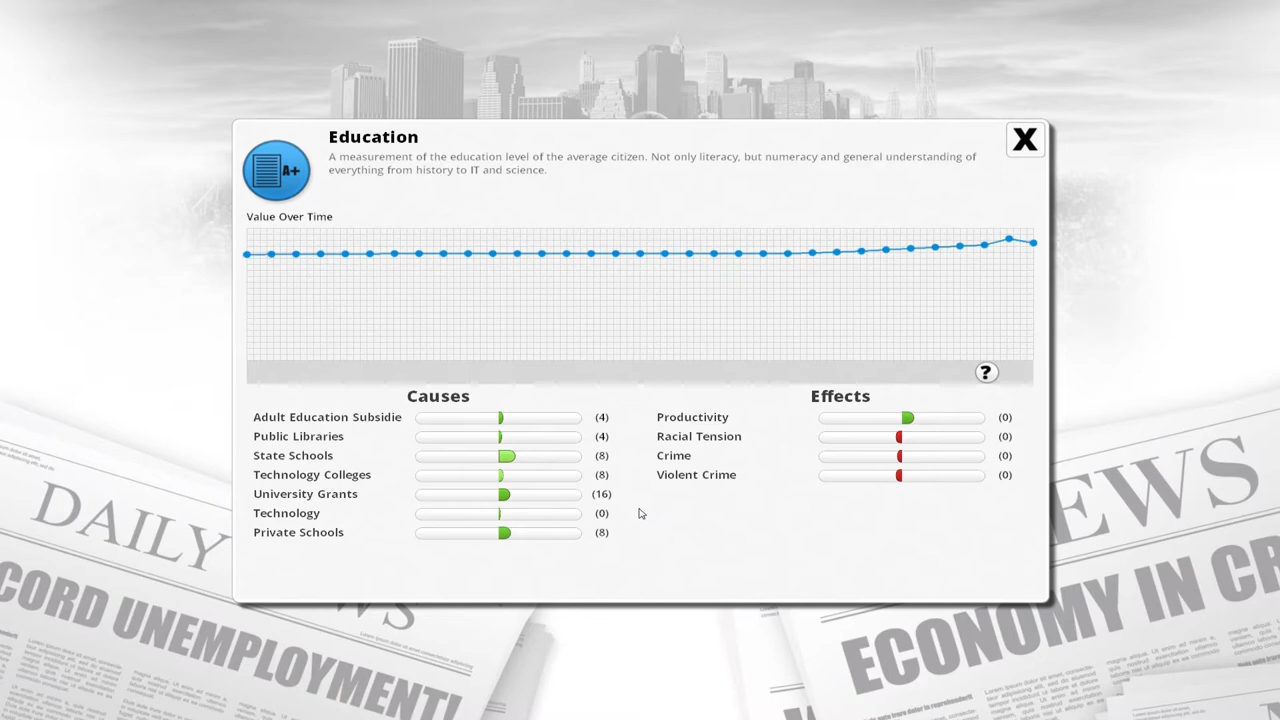 Education
A measurement of the education level of the average citizen. Not only literacy, but numeracy and general understanding of
everything from history to IT and science.
A+
X
Value Over Time
?
Causes
Adult Education Subsidie (4)
Public Libraries (4)
State Schools (8)
Technology Colleges (8)
University Grants (16)
Technology (0)
Private Schools (8)
Effects
Productivity (0)
Racial Tension (0)
Crime (0)
Violent Crime (0)
DAILY
WS
CORD UNEMPLOYMENT!
EWS
ECONOMY IN CR